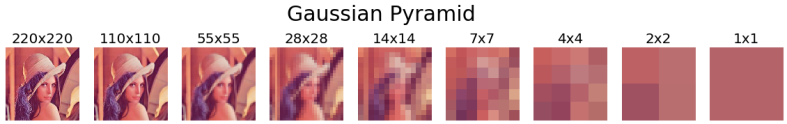 Gaussian Pyramid
220x220 110x110 55x55 28x28 14x14 7x7 4x4 2x2 1x1